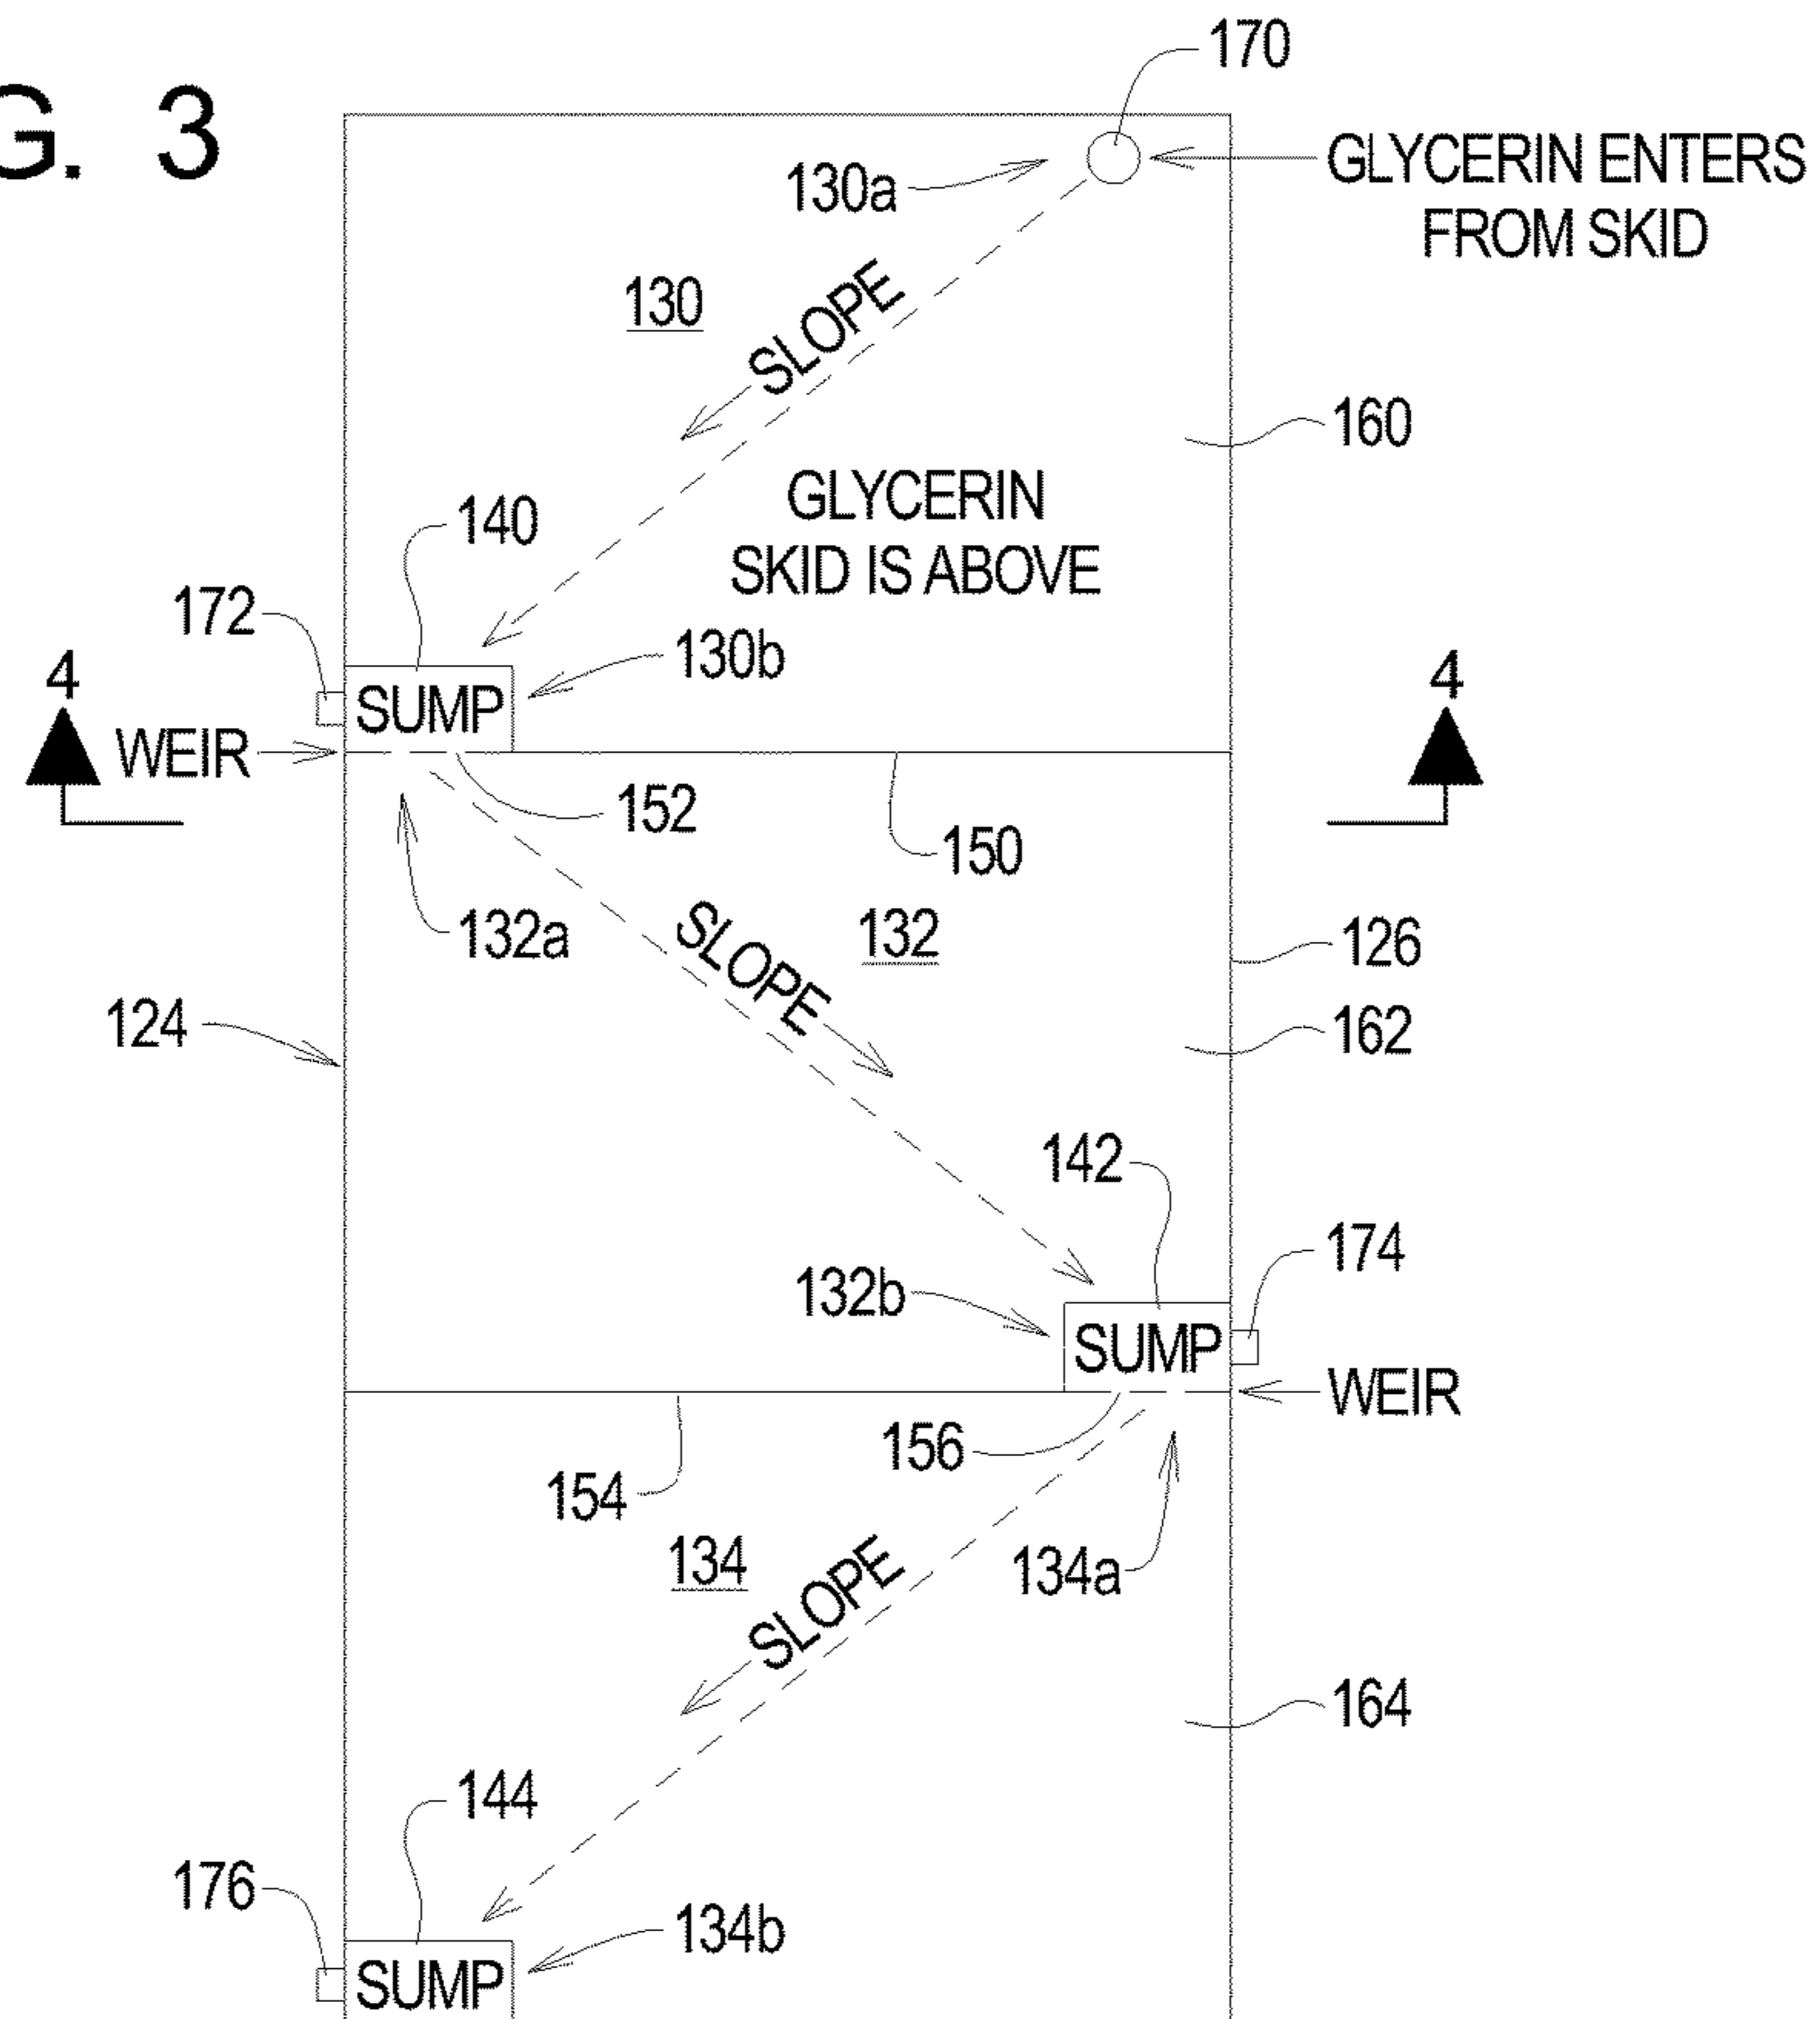 G. 3
170
130a
GLYCERIN ENTERS
FROM SKID
130
SLOPE
160
GLYCERIN
SKID IS ABOVE
140
172
130b
4
SUMP
4
WEIR
152
150
132a
SLOPE
132
126
124
162
142
174
132b
SUMP
WEIR
156
154
134
134a
SLOPE
164
144
176
134b
SUMP